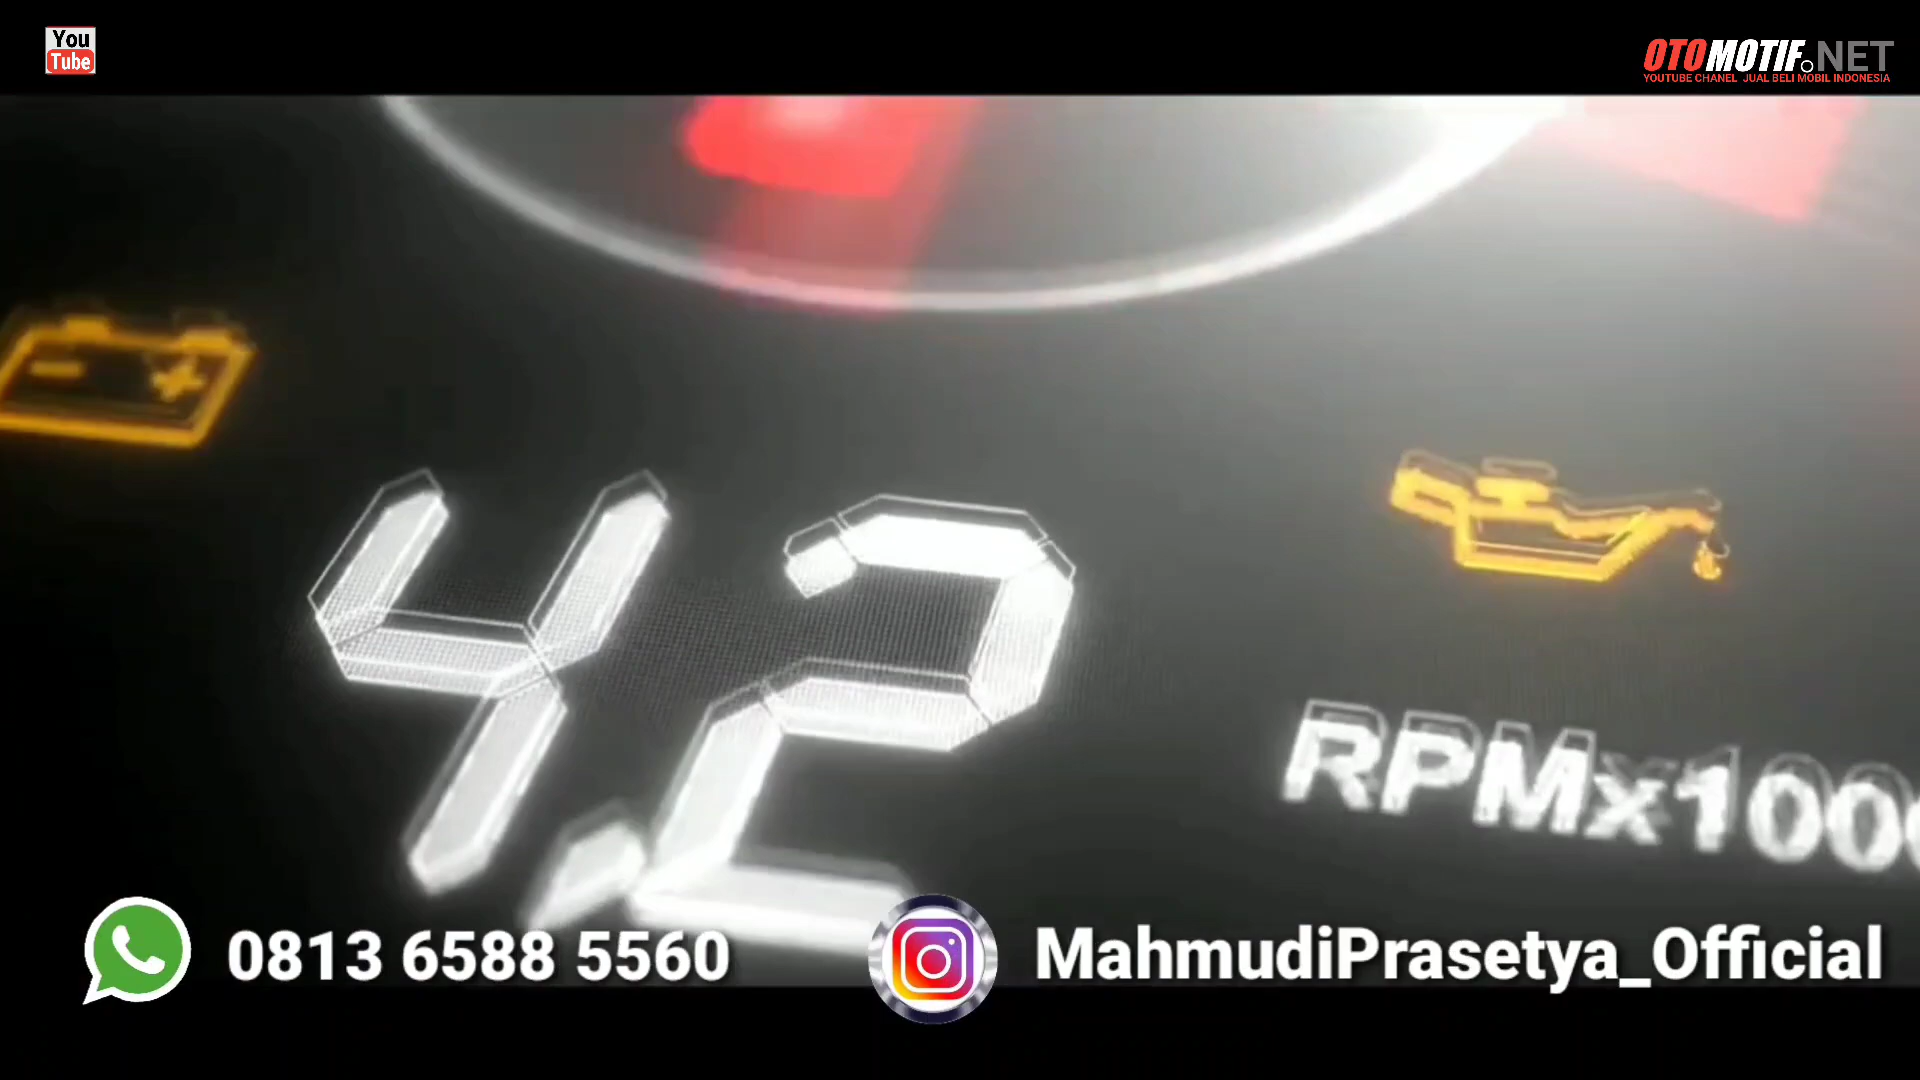 You
Tube
OTOMOTIF.NET
YOUTUBE CHANEL JUAL BELI MOBIL INDONESIA
4.2
RPMx100
0813 6588 5560
MahmudiPrasetya_Official